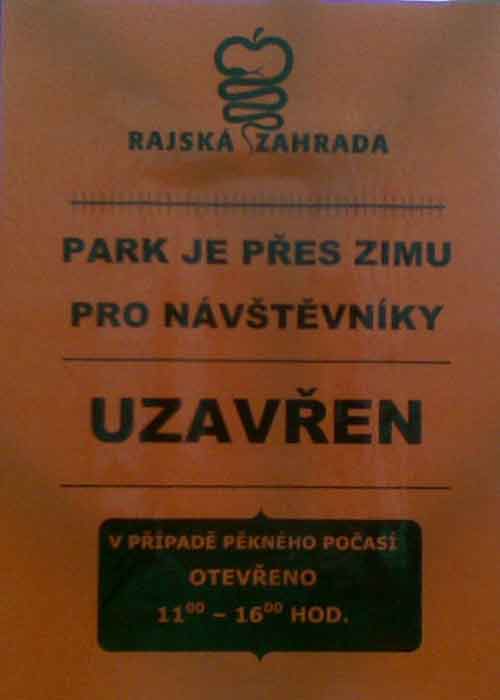 RAJSKÁ ZAHRADA
PARK JE PŘES ZIMU
PRO NÁVŠTĚVNÍKY
UZAVŘEN
V PŘÍPADĚ PĚKNÉHO POČASÍ
OTEVŘENO
11⁰⁰ – 16⁰⁰ HOD.